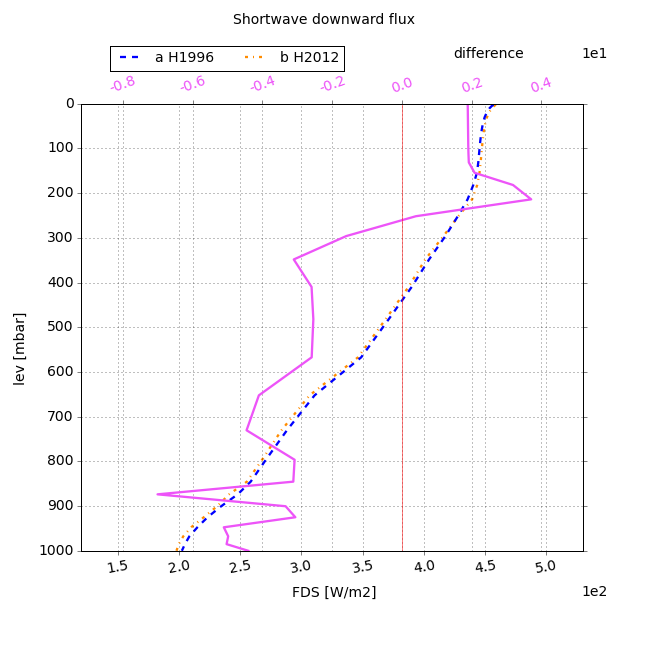 Shortwave downward flux
a H1996 b H2012 difference 1e1
-0.8 -0.6 -0.4 -0.2 0.0 0.2 0.4
0
100
200
300
400
500
600
700
800
900
1000
lev [mbar]
1.5 2.0 2.5 3.0 3.5 4.0 4.5 5.0
FDS [W/m2] 1e2